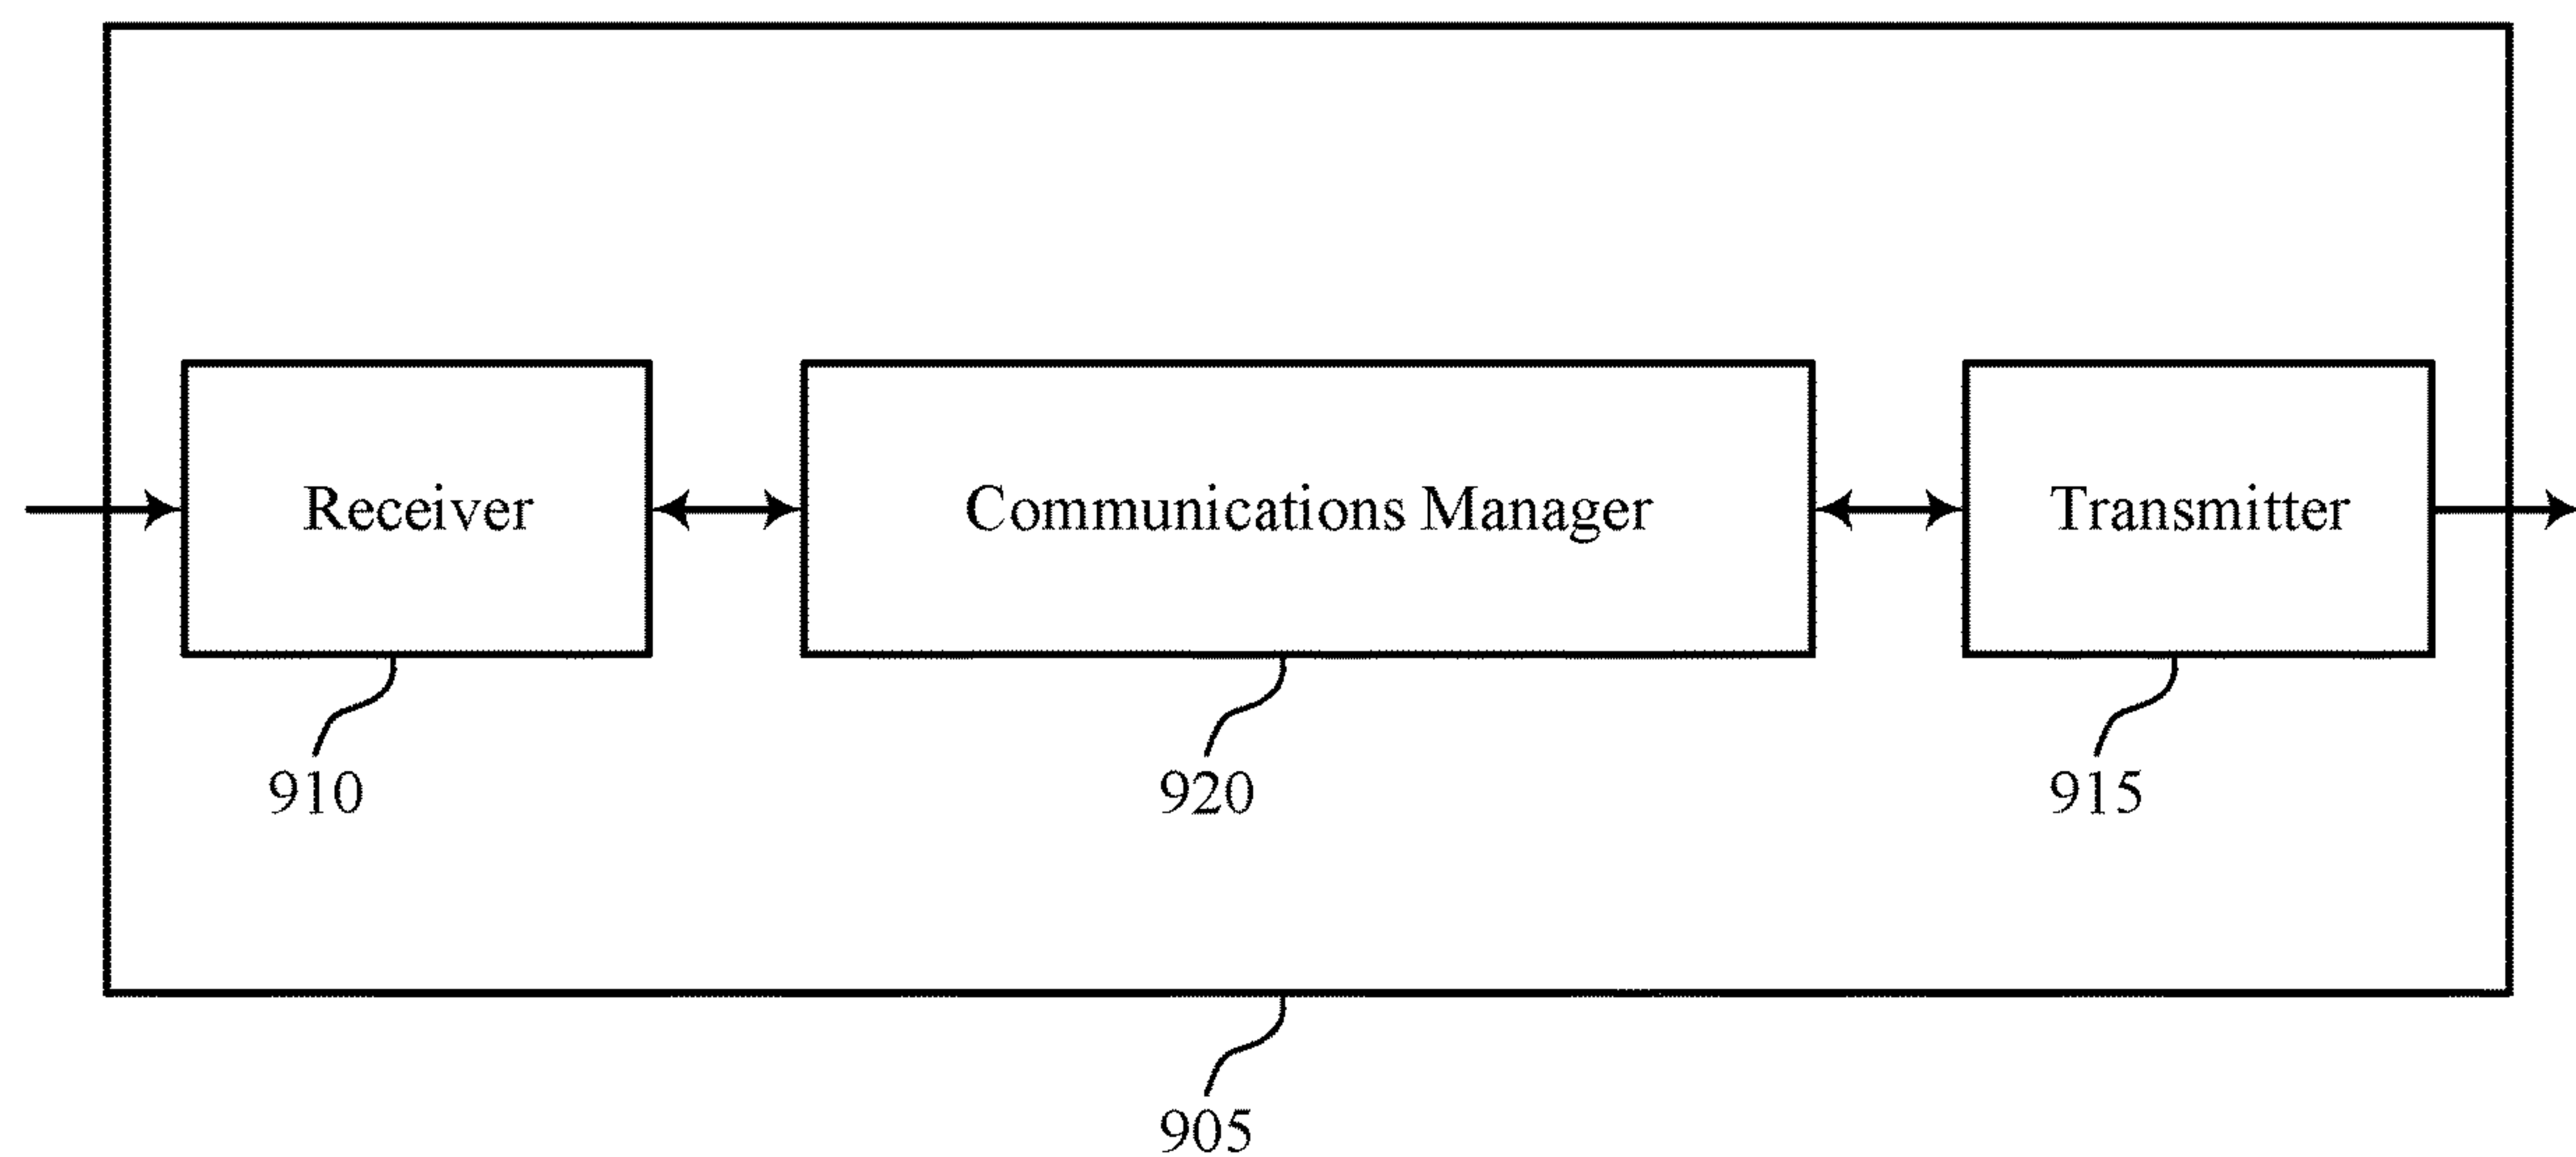 Receiver
Communications Manager
Transmitter
910
920
915
905